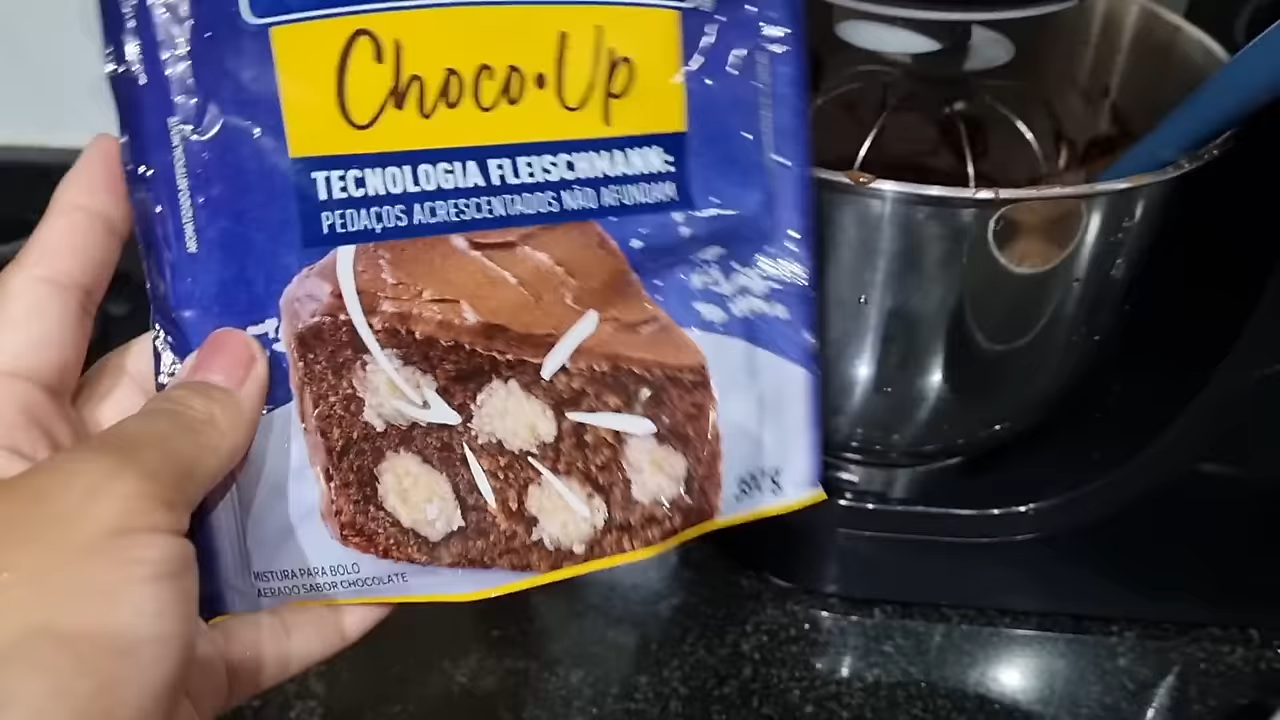 Choco•Up
TECNOLOGIA FLEISCHMANN:
PEDAÇOS ACRESCENTADOS NÃO AFUNDAM!
MISTURA PARA BOLO
AERADO SABOR CHOCOLATE